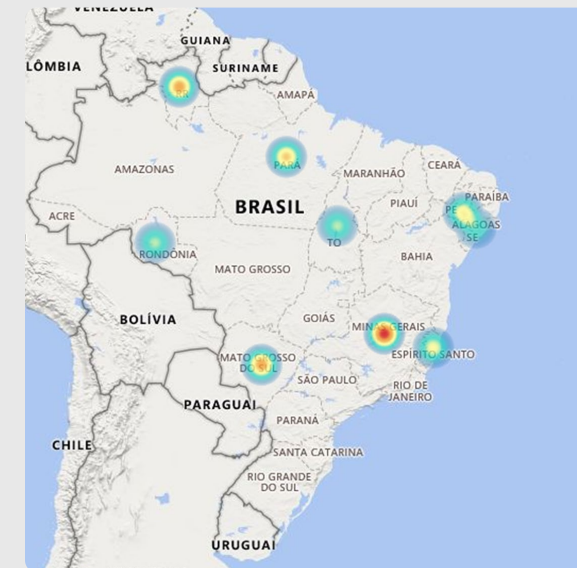 VENEZUELA
GUIANA
LÔMBIA
SURINAME
RR
AMAPÁ
AMAZONAS
PARÁ
MARANHÃO
CEARÁ
BRASIL
PIAUÍ
PARAÍBA
PE
ACRE
ALAGOAS
SE
TO
RONDÔNIA
BAHIA
MATO GROSSO
BOLÍVIA
GOIÁS
MINAS GERAIS
MATO GROSSO
DO SUL
ESPÍRITO SANTO
SÃO PAULO
RIO DE
JANEIRO
PARAGUAI
PARANÁ
CHILE
SANTA CATARINA
RIO GRANDE
DO SUL
URUGUAI